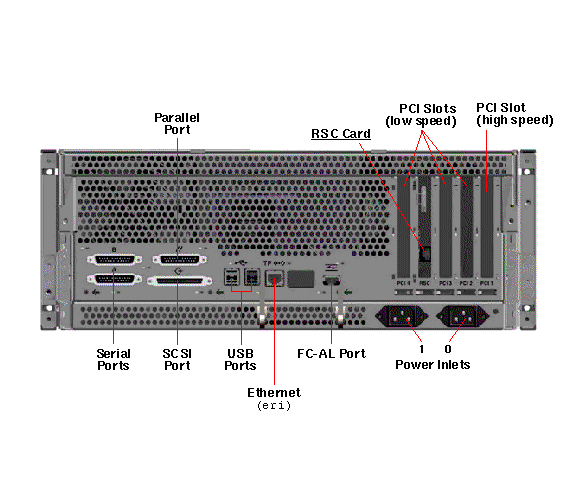 Parallel
Port
RSC Card
PCI Slots
(low speed)
PCI Slot
(high speed)
TP
PCI 4
RSC
PCI 3
PCI 2
PCI 1
Serial
Ports
SCSI
Port
USB
Ports
FC-AL Port
1
0
Power Inlets
Ethernet
(eri)